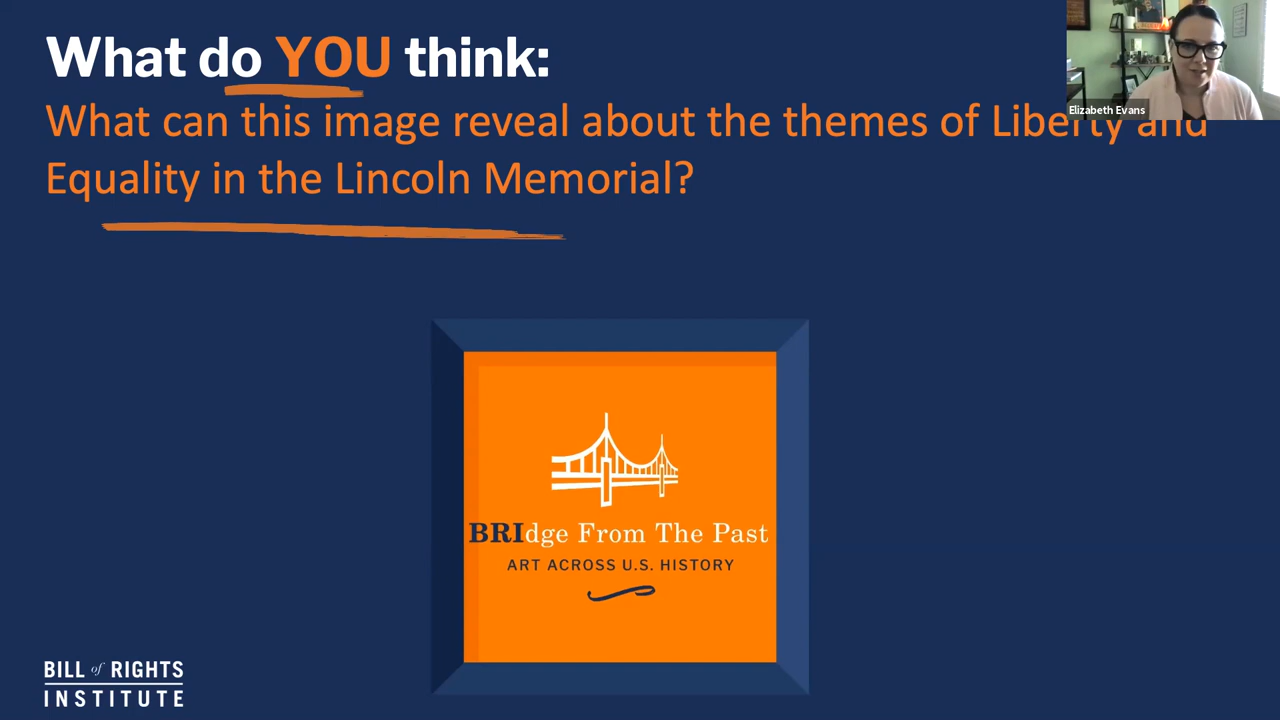 What do YOU think:
What can this image reveal about the themes of Liberty and
Equality in the Lincoln Memorial?
Elizabeth Evans
BRIdge From The Past
ART ACROSS U.S. HISTORY
BILL of RIGHTS
INSTITUTE